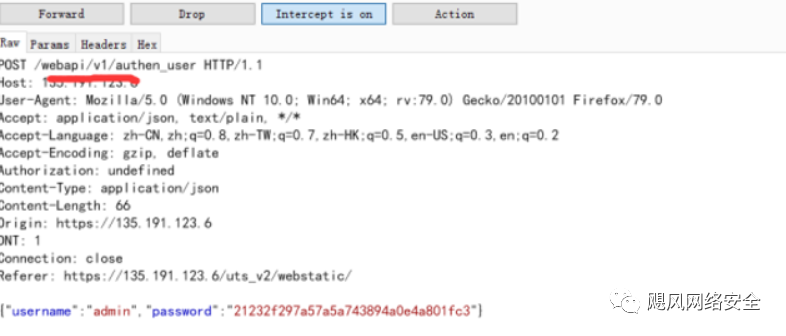 Forward Drop Intercept is on Action
Raw Params Headers Hex
POST /webapi/v1/authen_user HTTP/1.1
Host: 135.191.123.6
User-Agent: Mozilla/5.0 (Windows NT 10.0; Win64; x64; rv:79.0) Gecko/20100101 Firefox/79.0
Accept: application/json, text/plain, */*
Accept-Language: zh-CN,zh;q=0.8,zh-TW;q=0.7,zh-HK;q=0.5,en-US;q=0.3,en;q=0.2
Accept-Encoding: gzip, deflate
Authorization: undefined
Content-Type: application/json
Content-Length: 66
Origin: https://135.191.123.6
DNT: 1
Connection: close
Referer: https://135.191.123.6/uts_v2/webstatic/
{"username":"admin","password":"21232f297a57a5a743894a0e4a801fc3"}
飓风网络安全